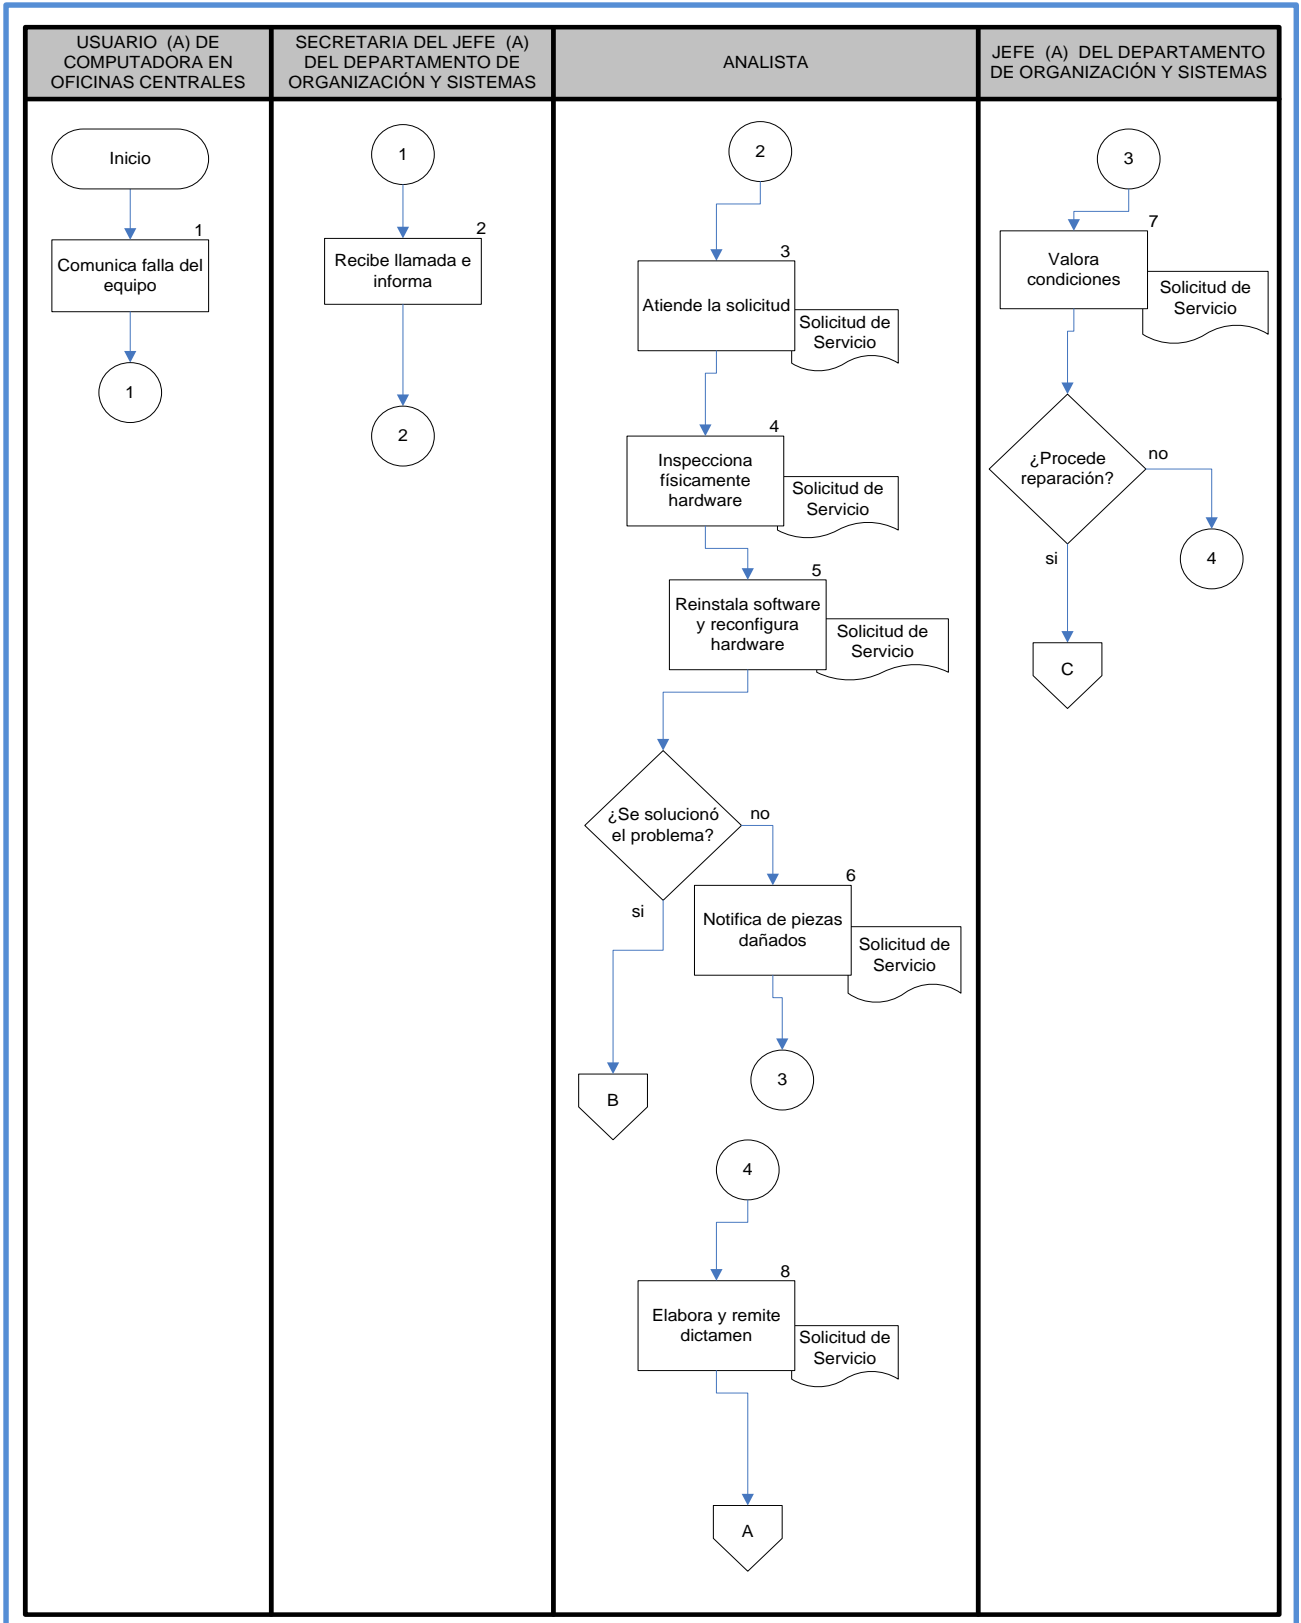 USUARIO (A) DE
COMPUTADORA EN
OFICINAS CENTRALES
SECRETARIA DEL JEFE (A)
DEL DEPARTAMENTO DE
ORGANIZACIÓN Y SISTEMAS
ANALISTA
JEFE (A) DEL DEPARTAMENTO
DE ORGANIZACIÓN Y SISTEMAS
Inicio
1
Comunica falla del
equipo
1
1
2
Recibe llamada e
informa
2
2
3
Atiende la solicitud
Solicitud de
Servicio
4
Inspecciona
físicamente
hardware
Solicitud de
Servicio
5
Reinstala software
y reconfigura
hardware
Solicitud de
Servicio
¿Se solucionó
el problema?
no
si
6
Notifica de piezas
dañados
Solicitud de
Servicio
B
3
4
8
Elabora y remite
dictamen
Solicitud de
Servicio
A
3
7
Valora
condiciones
Solicitud de
Servicio
¿Procede
reparación?
no
si
4
C